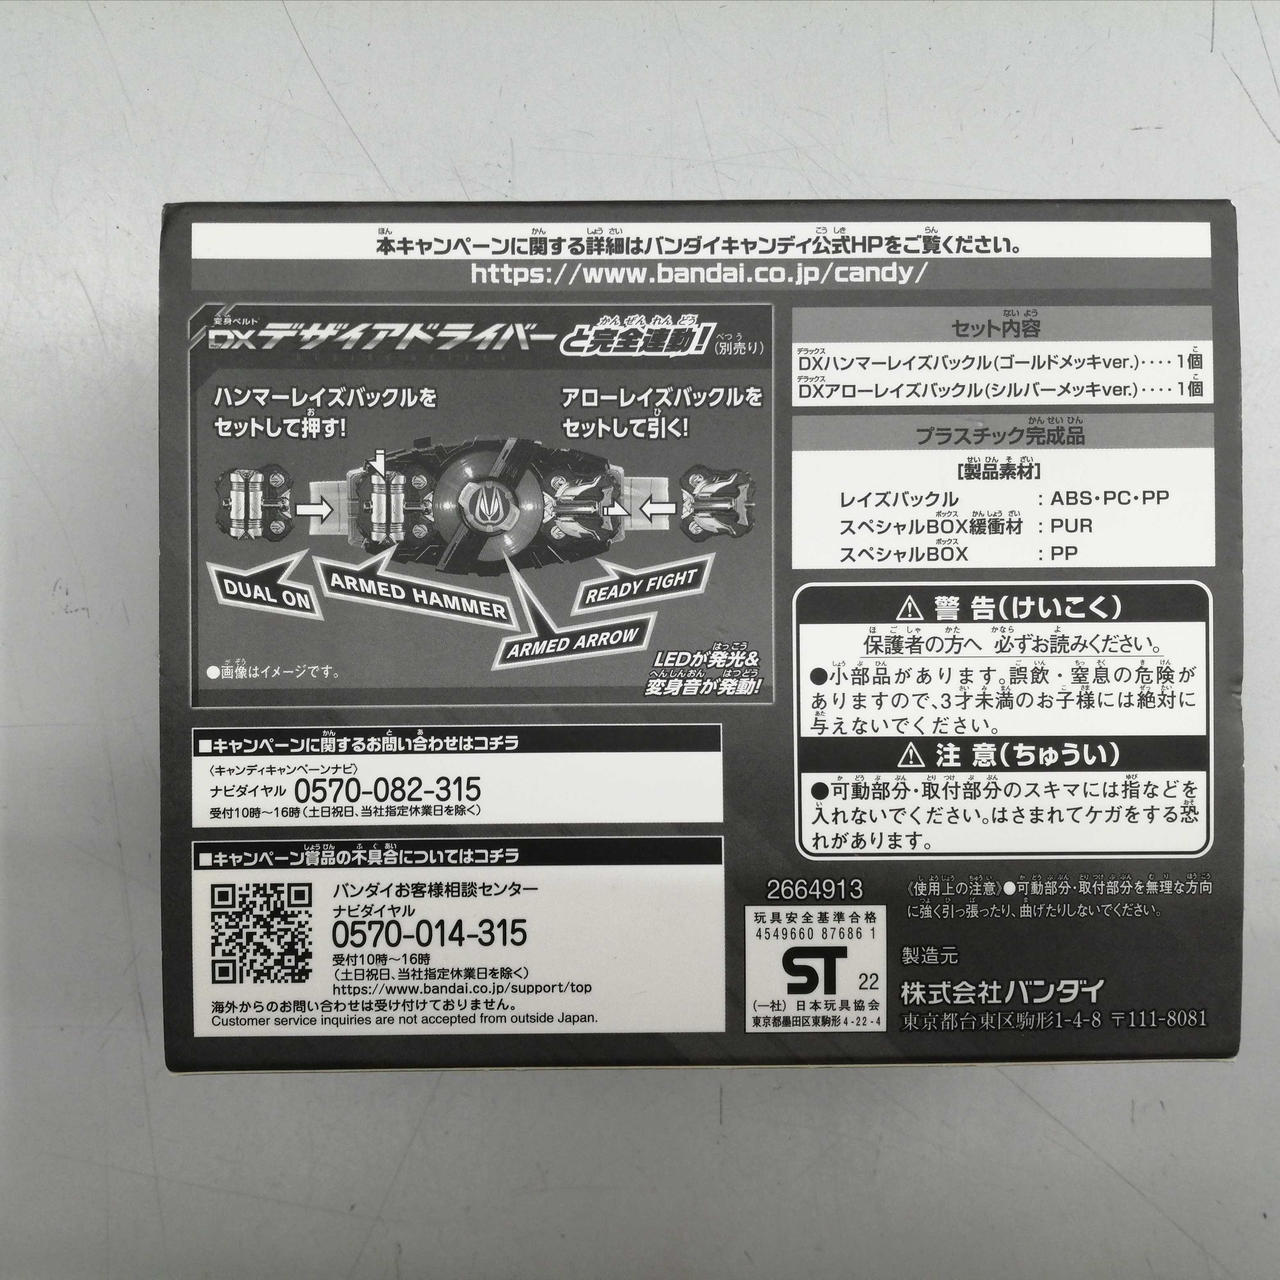 本キャンペーンに関する詳細はバンダイキャンディ公式HPをご覧ください。
https://www.bandai.co.jp/candy/
変身ベルト
DXデザイアドライバーと完全連動!(別売り)
ハンマーレイズバックルを
セットして押す!
アローレイズバックルを
セットして引く!
DUAL ON
ARMED HAMMER
ARMED ARROW
READY FIGHT
●画像はイメージです。
LEDが発光&
変身音が発動!
■キャンペーンに関するお問い合わせはコチラ
〈キャンディキャンペーンナビ〉
ナビダイヤル 0570-082-315
受付10時〜16時(土日祝日、当社指定休業日を除く)
■キャンペーン賞品の不具合についてはコチラ
バンダイお客様相談センター
ナビダイヤル
0570-014-315
受付10時〜16時
(土日祝日、当社指定休業日を除く)
https://www.bandai.co.jp/support/top
海外からのお問い合わせは受け付けておりません。
Customer service inquiries are not accepted from outside Japan.
セット内容
DXハンマーレイズバックル(ゴールドメッキver.)‥‥1個
DXアローレイズバックル(シルバーメッキver.)‥‥1個
プラスチック完成品
[製品素材]
レイズバックル : ABS・PC・PP
スペシャルBOX緩衝材 : PUR
スペシャルBOX : PP
⚠ 警告(けいこく)
保護者の方へ 必ずお読みください。
●小部品があります。誤飲・窒息の危険が
ありますので、3才未満のお子様には絶対に
与えないでください。
⚠ 注意(ちゅうい)
●可動部分・取付部分のスキマには指などを
入れないでください。はさまれてケガをする恐
れがあります。
2664913
玩具安全基準合格
4549660 87686 1
ST 22
(一社)日本玩具協会
東京都墨田区東駒形4-22-4
《使用上の注意》●可動部分・取付部分を無理な方向
に強く引っ張ったり、曲げたりしないでください。
製造元
株式会社バンダイ
東京都台東区駒形1-4-8 〒111-8081